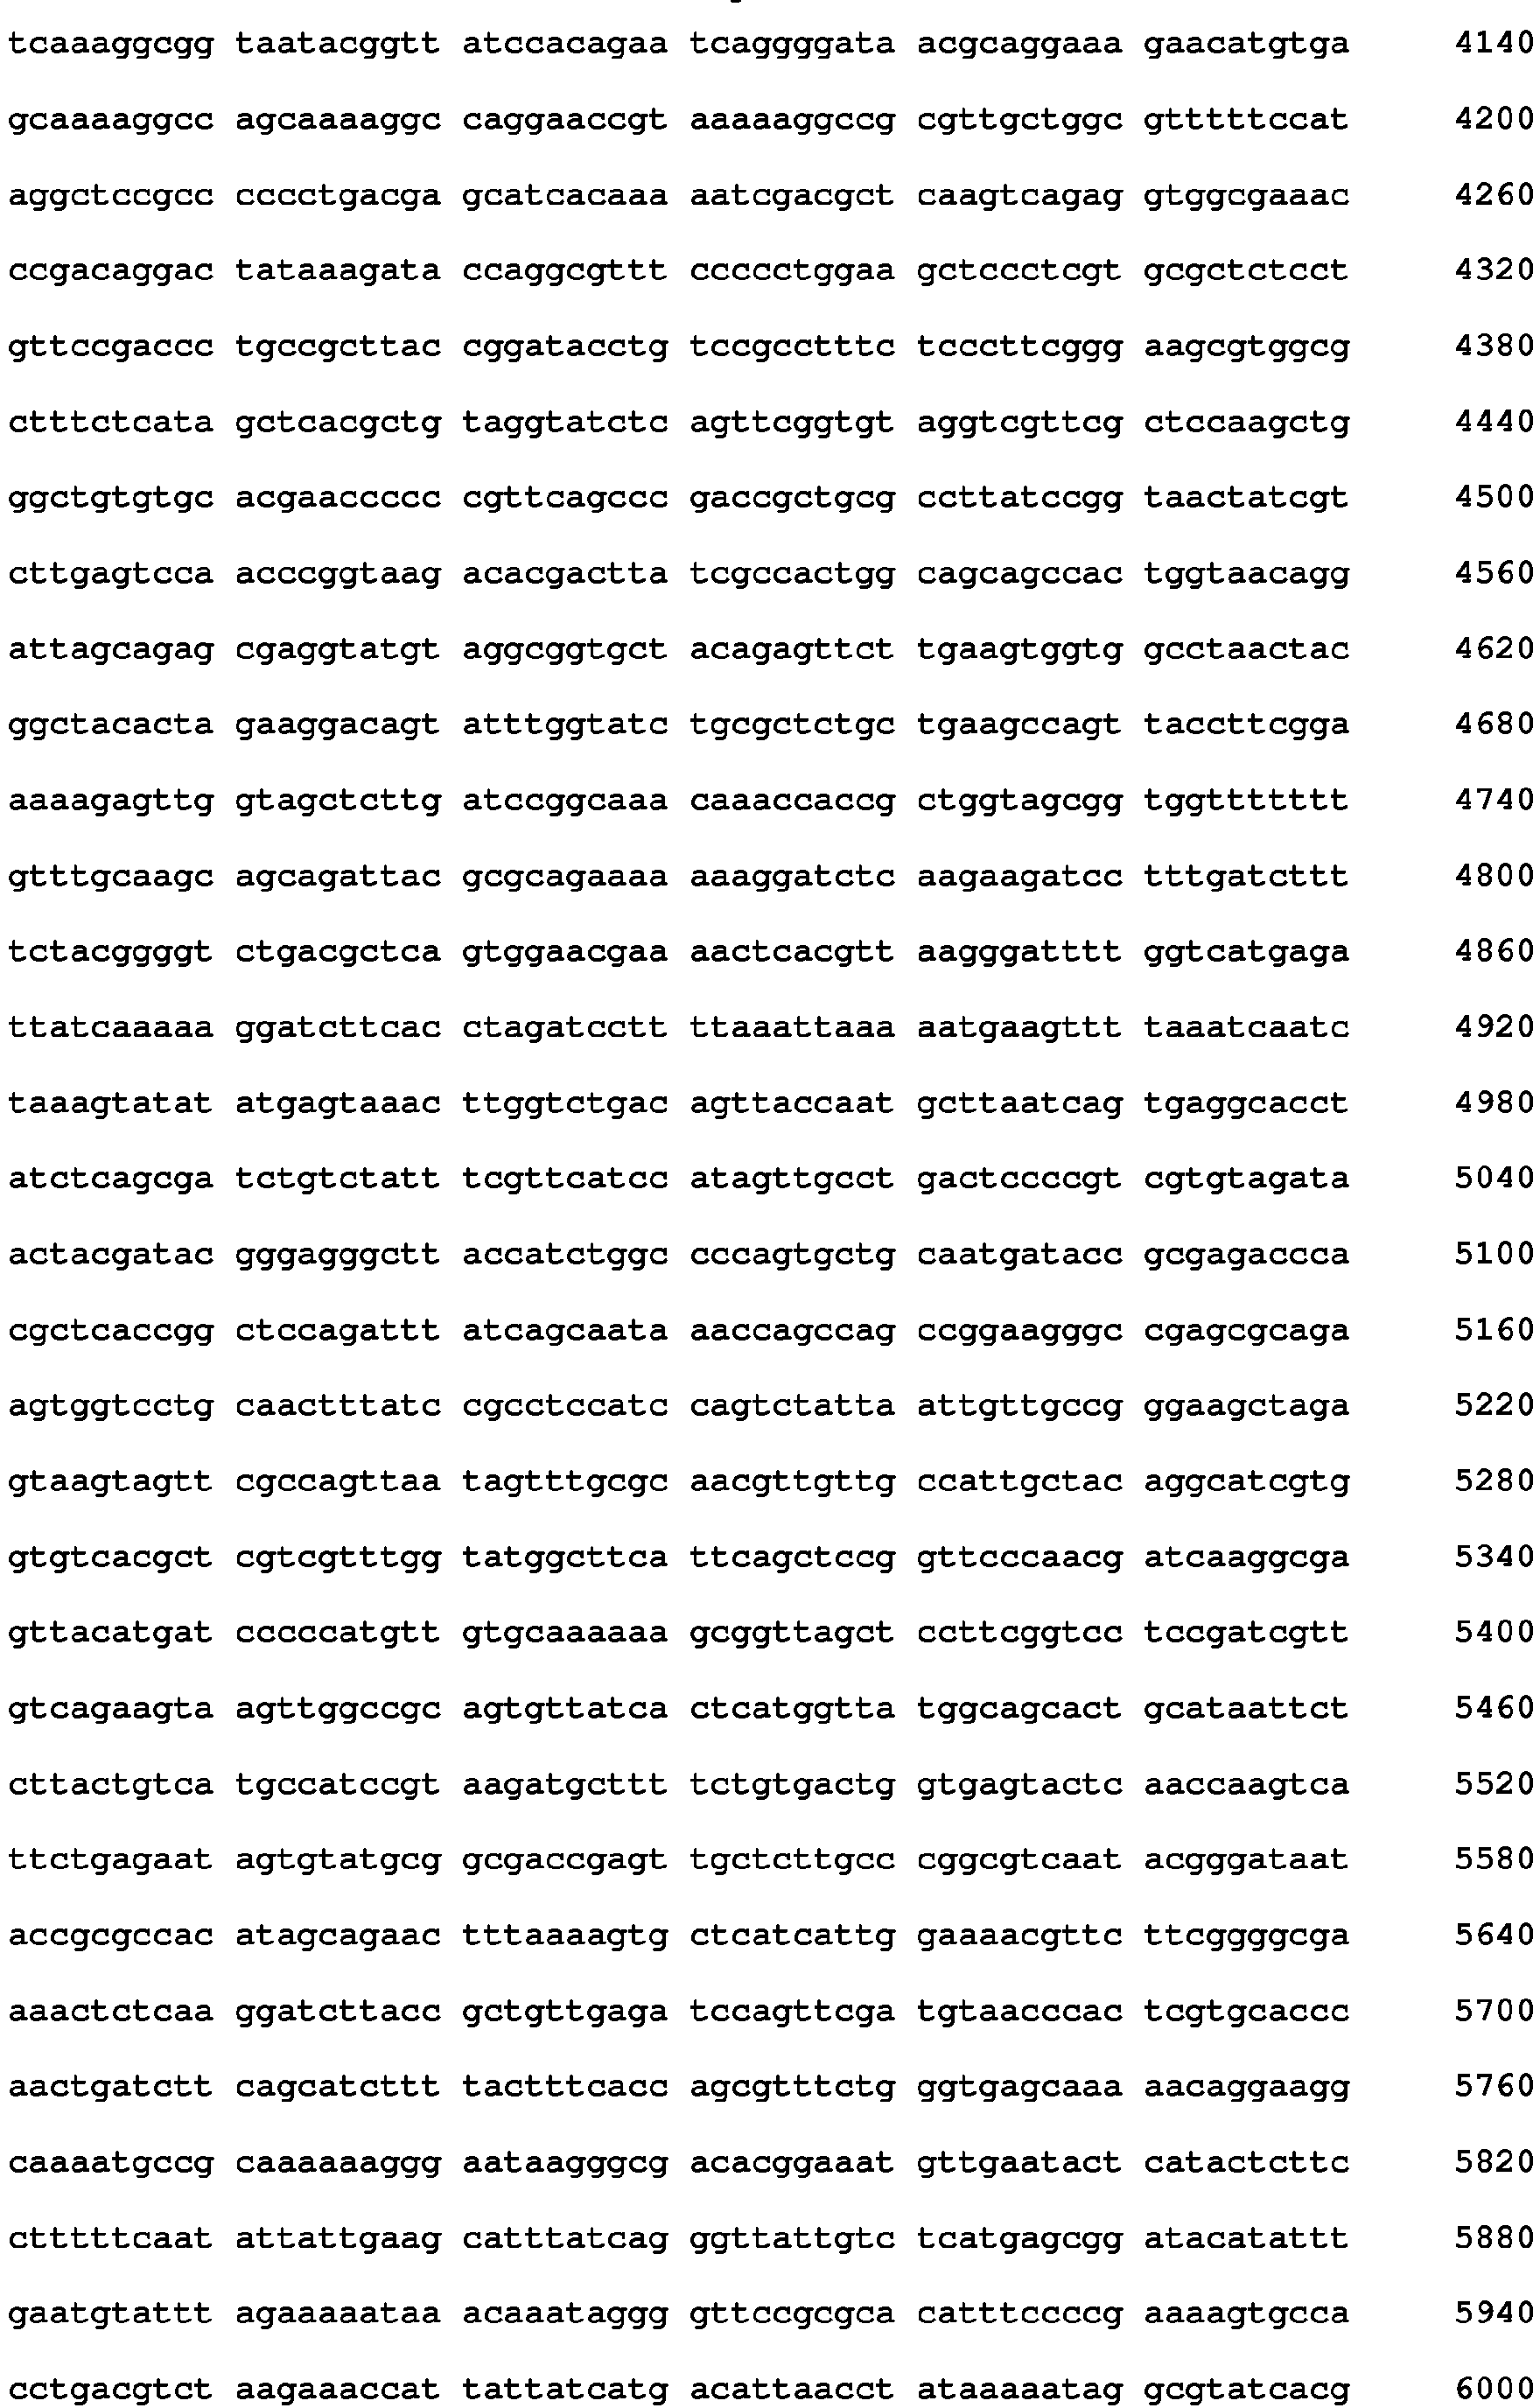 tcaaaggcgg taatacggtt atccacagaa tcaggggata acgcaggaaa gaacatgtga 4140
gcaaaaggcc agcaaaaggc caggaaccgt aaaaaggccg cgttgctggc gtttttccat 4200
aggctccgcc cccctgacga gcatcacaaa aatcgacgct caagtcagag gtggcgaaac 4260
ccgacaggac tataaagata ccaggcgttt ccccctggaa gctccctcgt gcgctctcct 4320
gttccgaccc tgccgcttac cggatacctg tccgcctttc tcccttcggg aagcgtggcg 4380
ctttctcata gctcacgctg taggtatctc agttcggtgt aggtcgttcg ctccaagctg 4440
ggctgtgtgc acgaaccccc cgttcagccc gaccgctgcg ccttatccgg taactatcgt 4500
cttgagtcca acccggtaag acacgactta tcgccactgg cagcagccac tggtaacagg 4560
attagcagag cgaggtatgt aggcggtgct acagagttct tgaagtggtg gcctaactac 4620
ggctacacta gaaggacagt atttggtatc tgcgctctgc tgaagccagt taccttcgga 4680
aaaagagttg gtagctcttg atccggcaaa caaaccaccg ctggtagcgg tggttttttt 4740
gtttgcaagc agcagattac gcgcagaaaa aaaggatctc aagaagatcc tttgatcttt 4800
tctacggggt ctgacgctca gtggaacgaa aactcacgtt aagggatttt ggtcatgaga 4860
ttatcaaaaa ggatcttcac ctagatcctt ttaaattaaa aatgaagttt taaatcaatc 4920
taaagtatat atgagtaaac ttggtctgac agttaccaat gcttaatcag tgaggcacct 4980
atctcagcga tctgtctatt tcgttcatcc atagttgcct gactccccgt cgtgtagata 5040
actacgatac gggagggctt accatctggc cccagtgctg caatgatacc gcgagaccca 5100
cgctcaccgg ctccagattt atcagcaata aaccagccag ccggaagggc cgagcgcaga 5160
agtggtcctg caactttatc cgcctccatc cagtctatta attgttgccg ggaagctaga 5220
gtaagtagtt cgccagttaa tagtttgcgc aacgttgttg ccattgctac aggcatcgtg 5280
gtgtcacgct cgtcgtttgg tatggcttca ttcagctccg gttcccaacg atcaaggcga 5340
gttacatgat cccccatgtt gtgcaaaaaa gcggttagct ccttcggtcc tccgatcgtt 5400
gtcagaagta agttggccgc agtgttatca ctcatggtta tggcagcact gcataattct 5460
cttactgtca tgccatccgt aagatgcttt tctgtgactg gtgagtactc aaccaagtca 5520
ttctgagaat agtgtatgcg gcgaccgagt tgctcttgcc cggcgtcaat acgggataat 5580
accgcgccac atagcagaac tttaaaagtg ctcatcattg gaaaacgttc ttcggggcga 5640
aaactctcaa ggatcttacc gctgttgaga tccagttcga tgtaacccac tcgtgcaccc 5700
aactgatctt cagcatcttt tactttcacc agcgtttctg ggtgagcaaa aacaggaagg 5760
caaaatgccg caaaaaaggg aataagggcg acacggaaat gttgaatact catactcttc 5820
ctttttcaat attattgaag catttatcag ggttattgtc tcatgagcgg atacatattt 5880
gaatgtattt agaaaaataa acaaataggg gttccgcgca catttccccg aaaagtgcca 5940
cctgacgtct aagaaaccat tattatcatg acattaacct ataaaaatag gcgtatcacg 6000